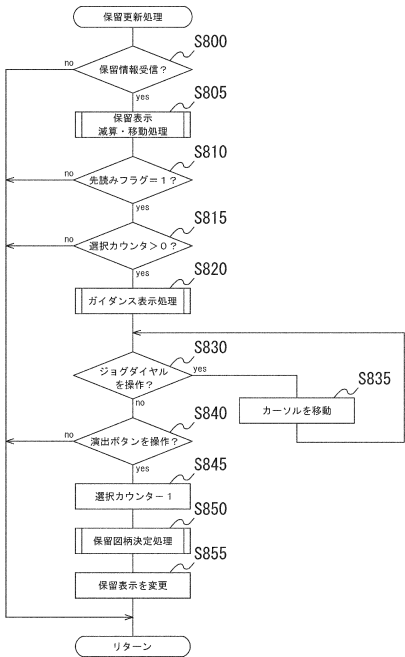 保留更新処理
S800
no
保留情報受信？
yes
S805
保留表示
減算・移動処理
S810
no
先読みフラグ＝１？
yes
S815
no
選択カウンタ＞０？
yes
S820
ガイダンス表示処理
S830
ジョグダイヤル
を操作？
yes
S835
カーソルを移動
no
S840
no
演出ボタンを操作？
yes
S845
選択カウンター１
S850
保留図柄決定処理
S855
保留表示を変更
リターン